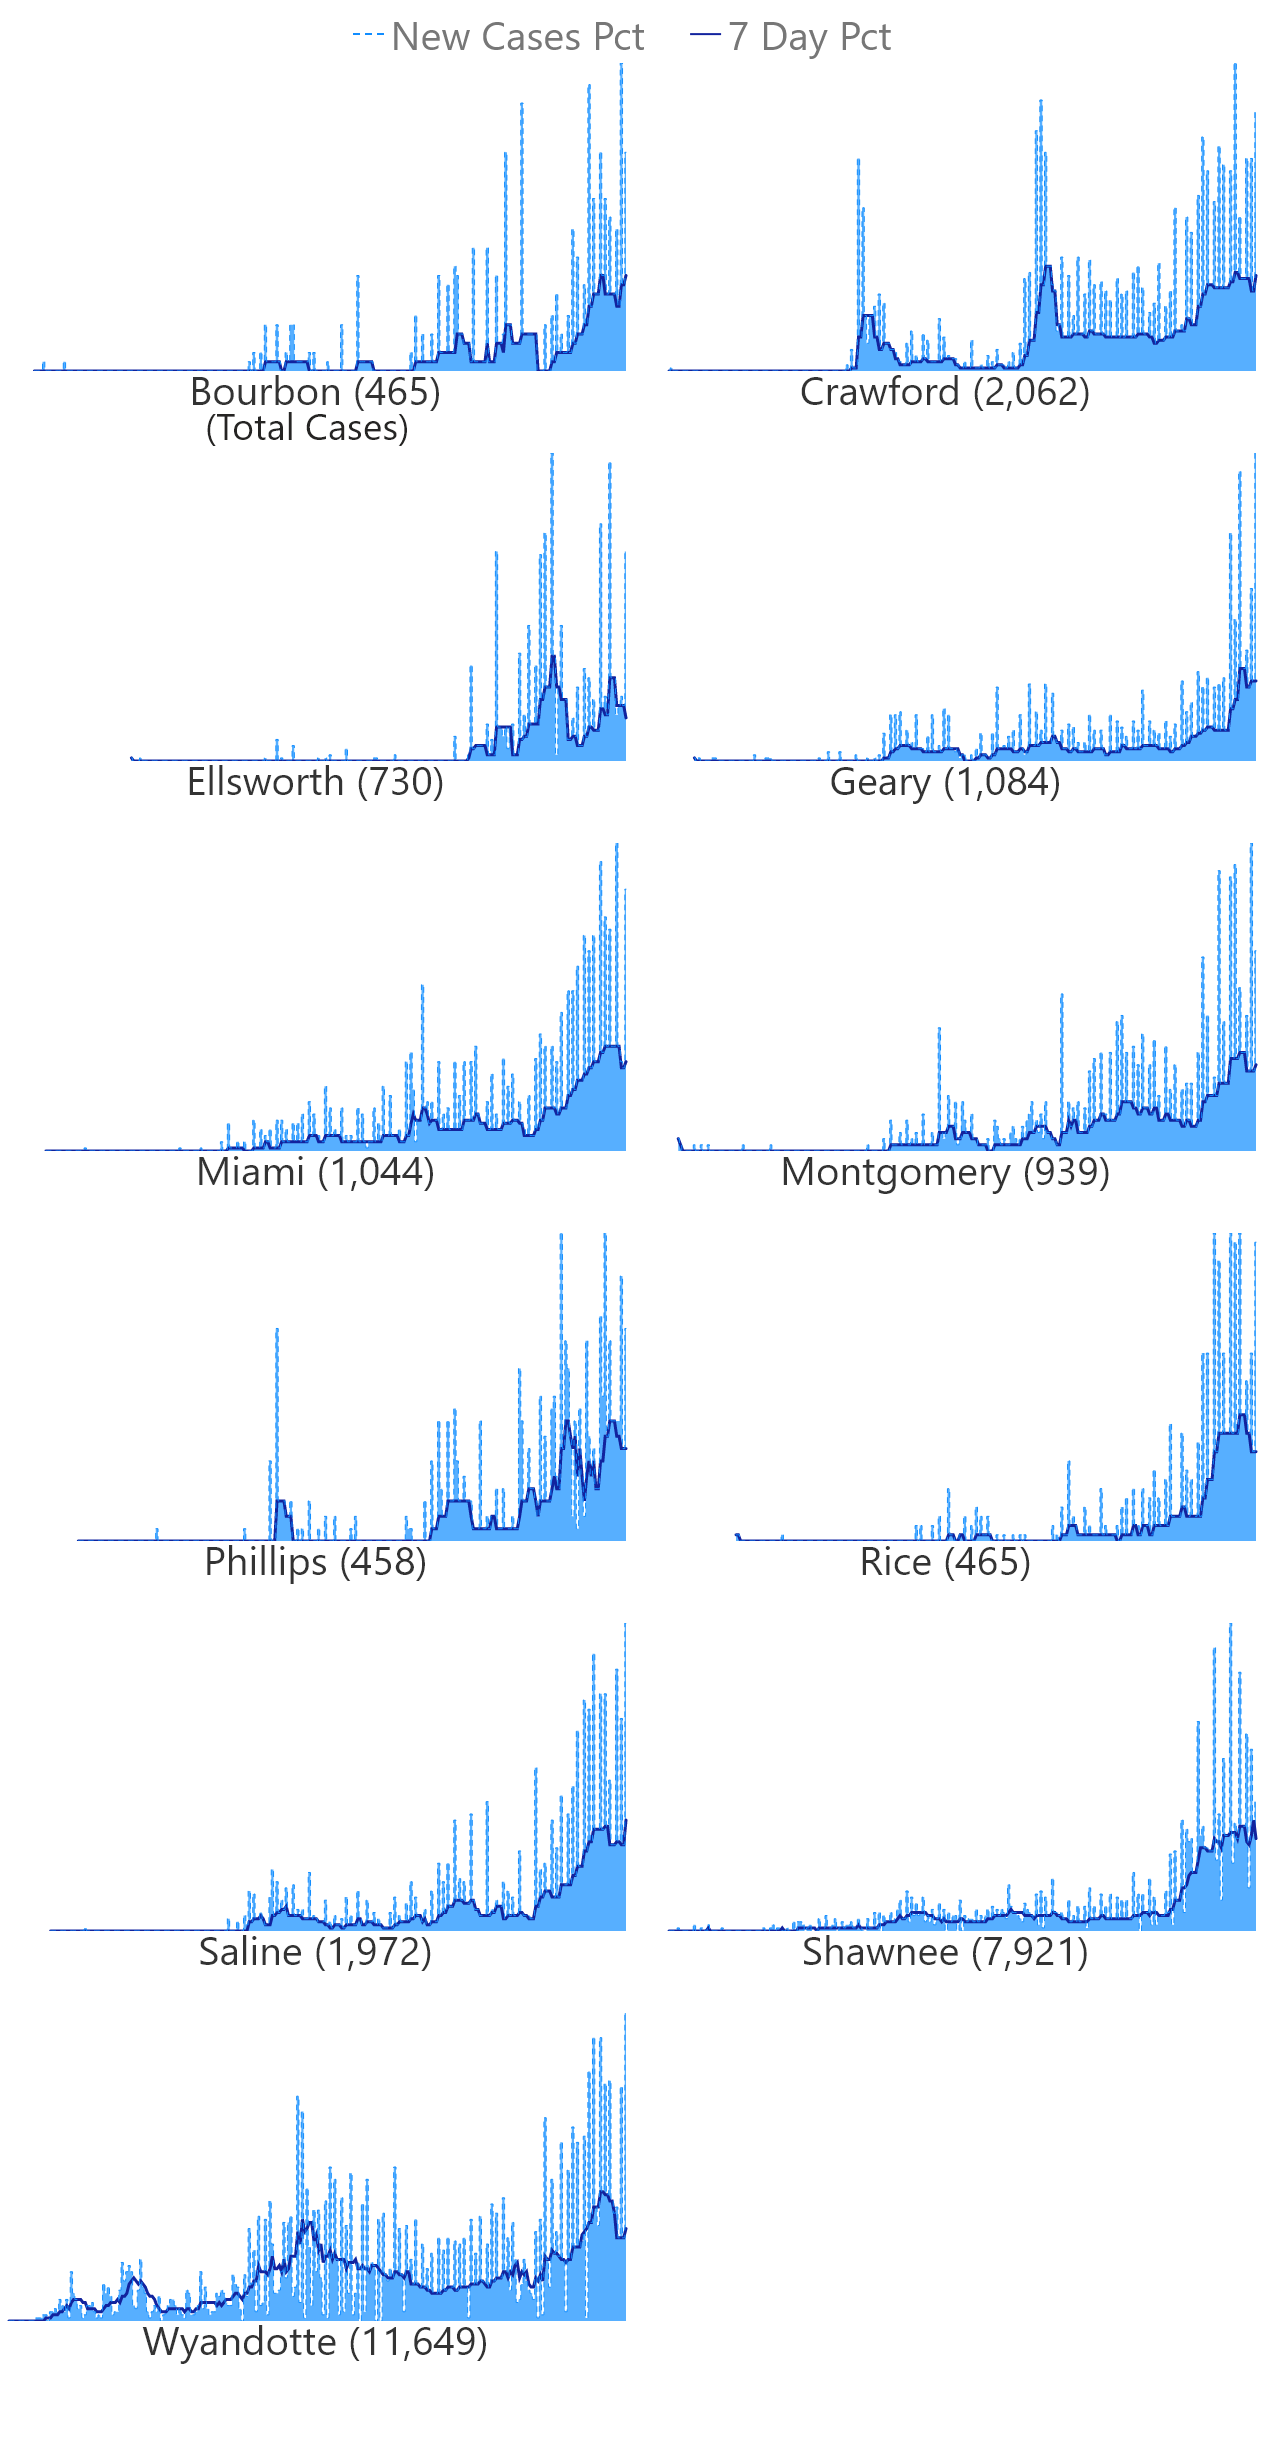 New Cases Pct 7 Day Pct
Bourbon (465) Crawford (2,062)
(Total Cases)
Ellsworth (730) Geary (1,084)
Miami (1,044) Montgomery (939)
Phillips (458) Rice (465)
Saline (1,972) Shawnee (7,921)
Wyandotte (11,649)